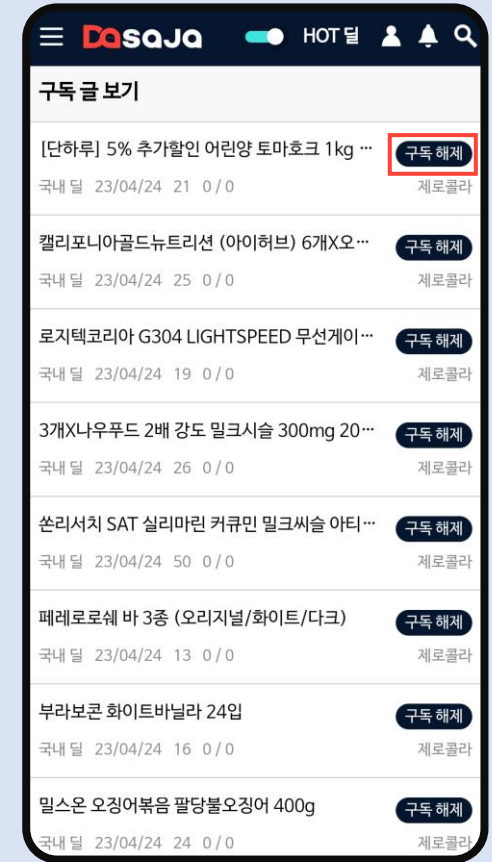 DasaJa HOT딜
구독 글 보기
[단하루] 5% 추가할인 어린양 토마호크 1kg … 구독 해제
국내 딜 23/04/24 21 0 / 0 제로콜라
캘리포니아골드뉴트리션 (아이허브) 6개X오… 구독 해제
국내 딜 23/04/24 25 0 / 0 제로콜라
로지텍코리아 G304 LIGHTSPEED 무선게이… 구독 해제
국내 딜 23/04/24 19 0 / 0 제로콜라
3개X나우푸드 2배 강도 밀크시슬 300mg 20… 구독 해제
국내 딜 23/04/24 26 0 / 0 제로콜라
쏜리서치 SAT 실리마린 커큐민 밀크씨슬 아티… 구독 해제
국내 딜 23/04/24 50 0 / 0 제로콜라
페레로로쉐 바 3종 (오리지널/화이트/다크) 구독 해제
국내 딜 23/04/24 13 0 / 0 제로콜라
부라보콘 화이트바닐라 24입 구독 해제
국내 딜 23/04/24 16 0 / 0 제로콜라
밀스온 오징어볶음 팔당불오징어 400g 구독 해제
국내 딜 23/04/24 24 0 / 0 제로콜라